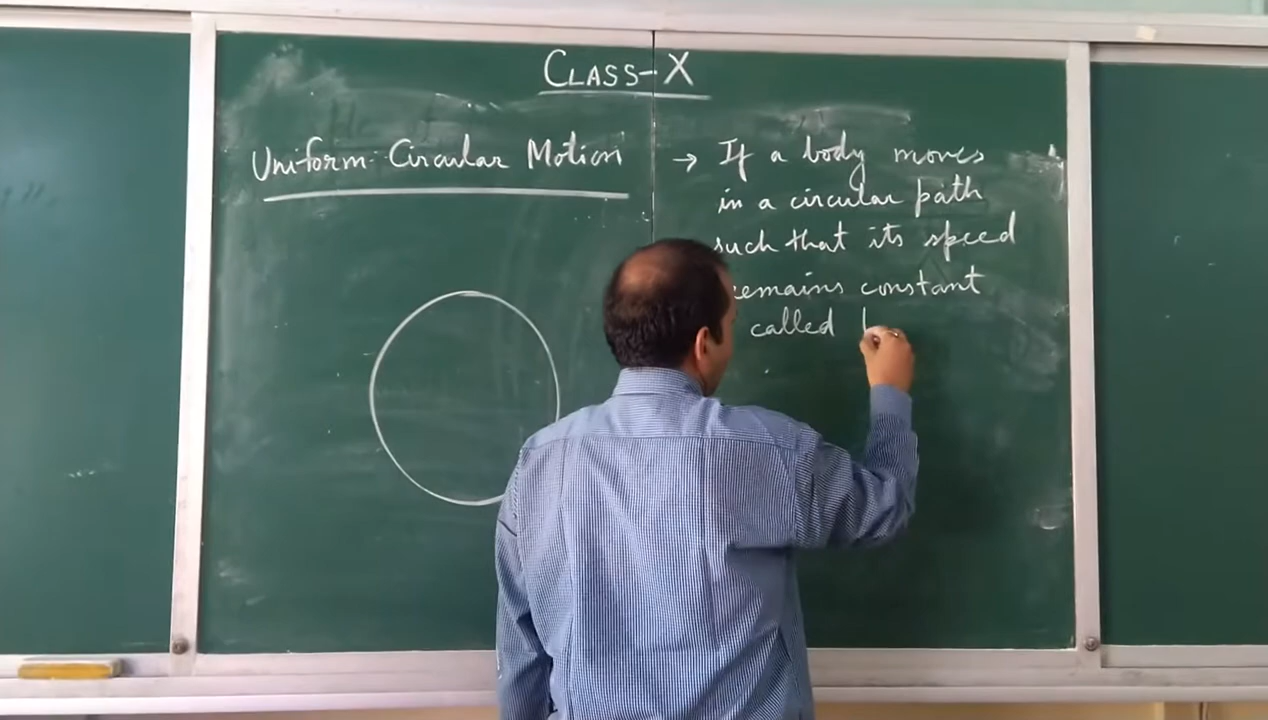 CLASS-X
Uniform Circular Motion
→ If a body moves
in a circular path
such that its speed
remains constant
called